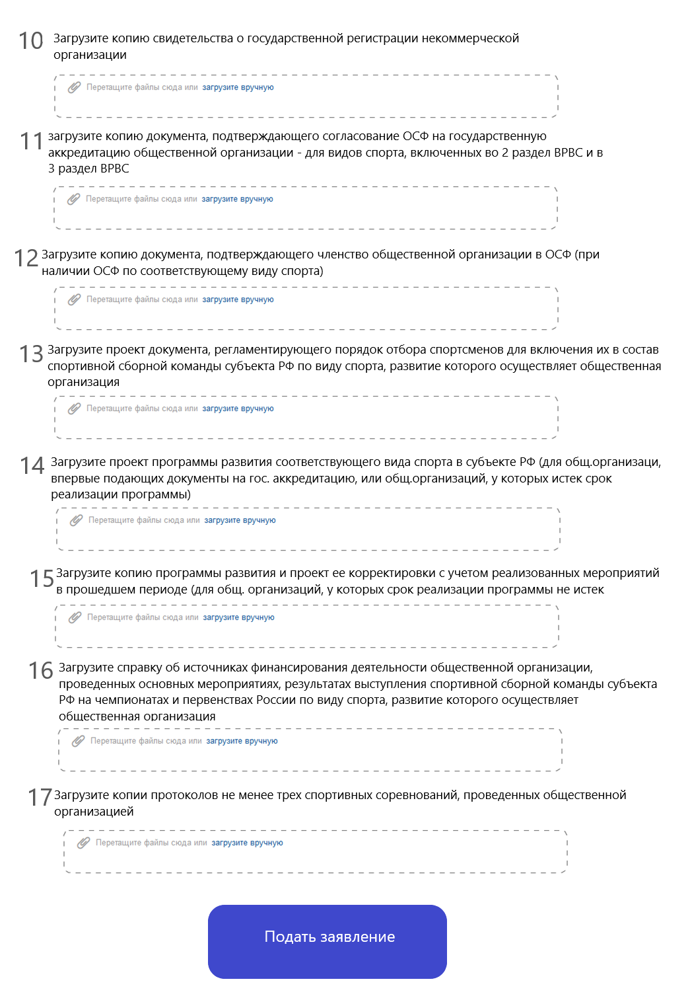 10 Загрузите копию свидетельства о государственной регистрации некоммерческой
организации
Перетащите файлы сюда или загрузите вручную
11 загрузите копию документа, подтверждающего согласование ОСФ на государственную
аккредитацию общественной организации - для видов спорта, включенных во 2 раздел ВРВС и в
3 раздел ВРВС
Перетащите файлы сюда или загрузите вручную
12 Загрузите копию документа, подтверждающего членство общественной организации в ОСФ (при
наличии ОСФ по соответствующему виду спорта)
Перетащите файлы сюда или загрузите вручную
13 Загрузите проект документа, регламентирующего порядок отбора спортсменов для включения их в состав
спортивной сборной команды субъекта РФ по виду спорта, развитие которого осуществляет общественная
организация
Перетащите файлы сюда или загрузите вручную
14 Загрузите проект программы развития соответствующего вида спорта в субъекте РФ (для общ.организаци,
впервые подающих документы на гос. аккредитацию, или общ.организаций, у которых истек срок
реализации программы)
Перетащите файлы сюда или загрузите вручную
15 Загрузите копию программы развития и проект ее корректировки с учетом реализованных мероприятий
в прошедшем периоде (для общ. организаций, у которых срок реализации программы не истек
Перетащите файлы сюда или загрузите вручную
16 Загрузите справку об источниках финансирования деятельности общественной организации,
проведенных основных мероприятиях, результатах выступления спортивной сборной команды субъекта
РФ на чемпионатах и первенствах России по виду спорта, развитие которого осуществляет
общественная организация
Перетащите файлы сюда или загрузите вручную
17 Загрузите копии протоколов не менее трех спортивных соревнований, проведенных общественной
организацией
Перетащите файлы сюда или загрузите вручную
Подать заявление